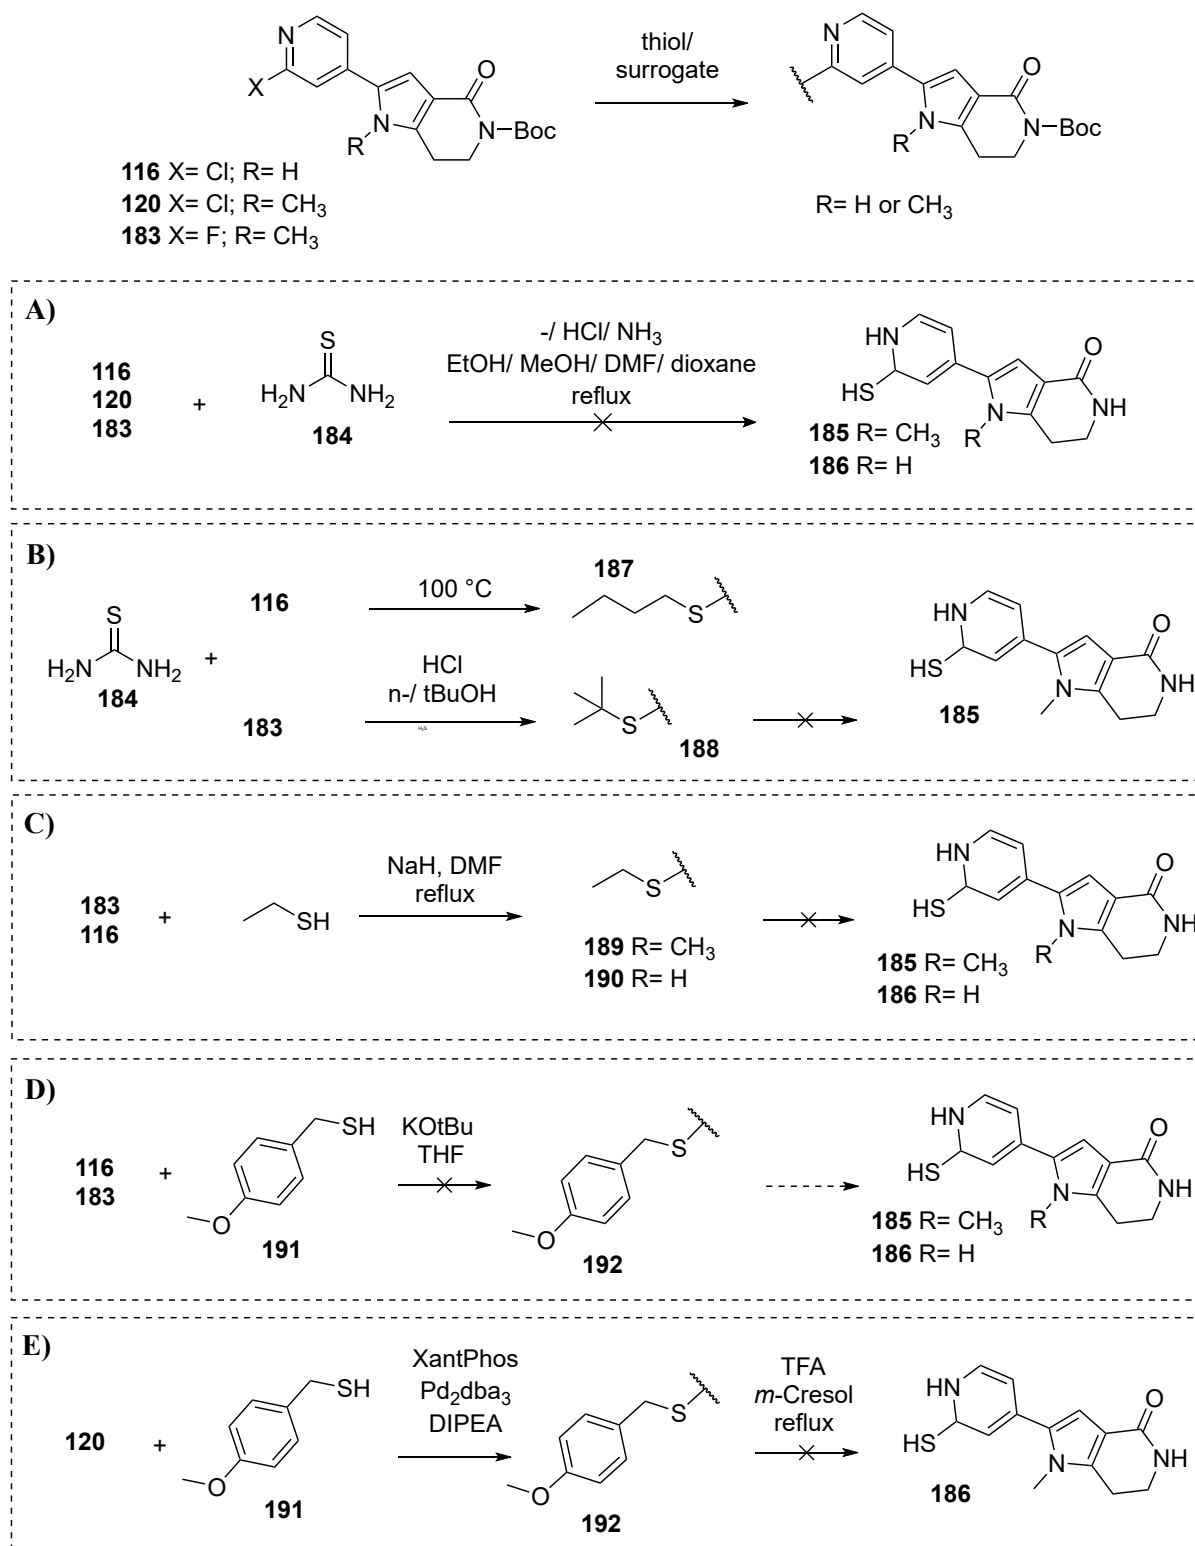 N
X
N
R
O
N
Boc
116 X= Cl; R= H
120 X= Cl; R= CH3
183 X= F; R= CH3
thiol/
surrogate
N
N
R
O
N
Boc
R= H or CH3
A)
116
120
183
+
S
H2N
NH2
184
-/ HCl/ NH3
EtOH/ MeOH/ DMF/ dioxane
reflux
HN
HS
N
R
O
NH
185 R= CH3
186 R= H
B)
S
H2N
NH2
184
+
116
183
100 °C
HCl
n-/ tBuOH
H2S
187
S
S
188
HN
HS
N
O
NH
185
C)
183
116
+
SH
NaH, DMF
reflux
S
189 R= CH3
190 R= H
HN
HS
N
R
O
NH
185 R= CH3
186 R= H
D)
116
183
+
SH
O
191
KOtBu
THF
S
O
192
HN
HS
N
R
O
NH
185 R= CH3
186 R= H
E)
120
+
SH
O
191
XantPhos
Pd2dba3
DIPEA
S
O
192
TFA
m-Cresol
reflux
HN
HS
N
O
NH
186